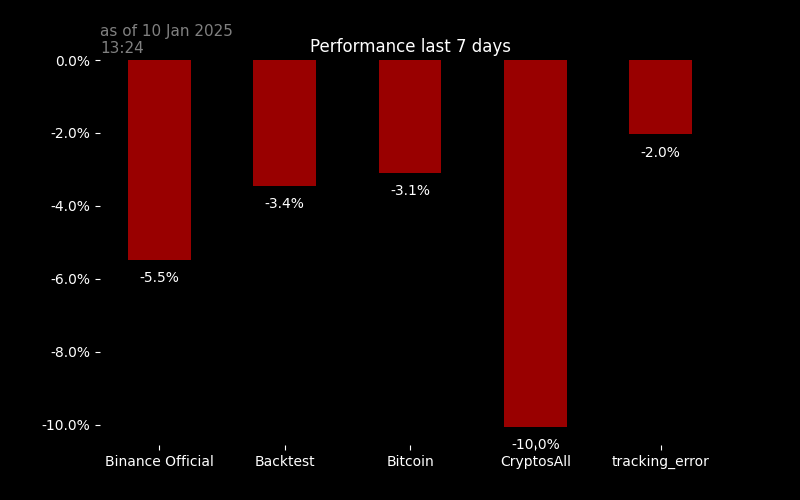 as of 10 Jan 2025
13:24
Performance last 7 days
0.0%
-2.0%
-4.0%
-6.0%
-8.0%
-10.0%
-5.5%
-3.4%
-3.1%
-10.0%
-2.0%
Binance Official
Backtest
Bitcoin
CryptosAll
tracking_error